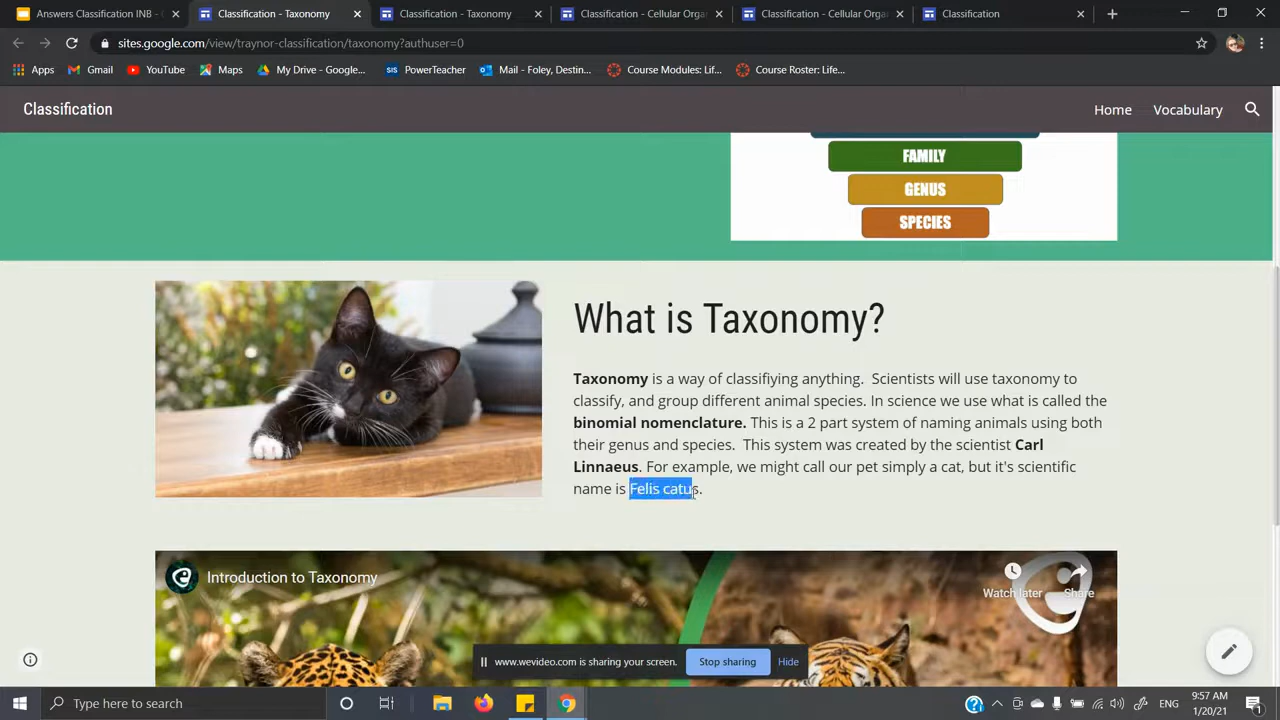 Answers Classification INB -
Classification - Taxonomy
Classification - Taxonomy
Classification - Cellular Orga
Classification - Cellular Orga
Classification
sites.google.com/view/traynor-classification/taxonomy?authuser=0
Apps
Gmail
YouTube
Maps
My Drive - Google...
SIS
PowerTeacher
Mail - Foley, Destin...
Course Modules: Lif...
Course Roster: Life...
Classification
Home
Vocabulary
FAMILY
GENUS
SPECIES
What is Taxonomy?
Taxonomy is a way of classifiying anything. Scientists will use taxonomy to
classify, and group different animal species. In science we use what is called the
binomial nomenclature. This is a 2 part system of naming animals using both
their genus and species. This system was created by the scientist Carl
Linnaeus. For example, we might call our pet simply a cat, but it's scientific
name is Felis catus.
Introduction to Taxonomy
Watch later
Share
www.wevideo.com is sharing your screen.
Stop sharing
Hide
Type here to search
ENG
9:57 AM
1/20/21
1